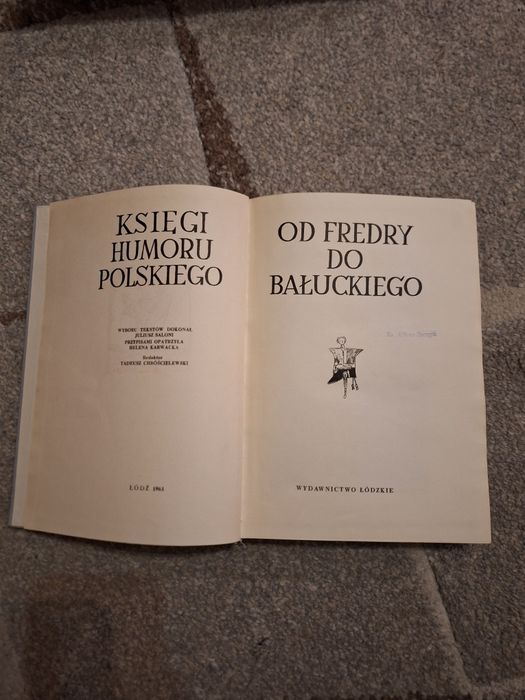 KSIĘGI
HUMORU
POLSKIEGO
WYBORU TEKSTÓW DOKONAŁ
JULIUSZ SALONI
PRZYPISAMI OPATRZYŁA
HELENA KARWACKA
Redaktor
TADEUSZ CHRÓŚCIELEWSKI
ŁÓDŹ 1961
OD FREDRY
DO
BAŁUCKIEGO
WYDAWNICTWO ŁÓDZKIE